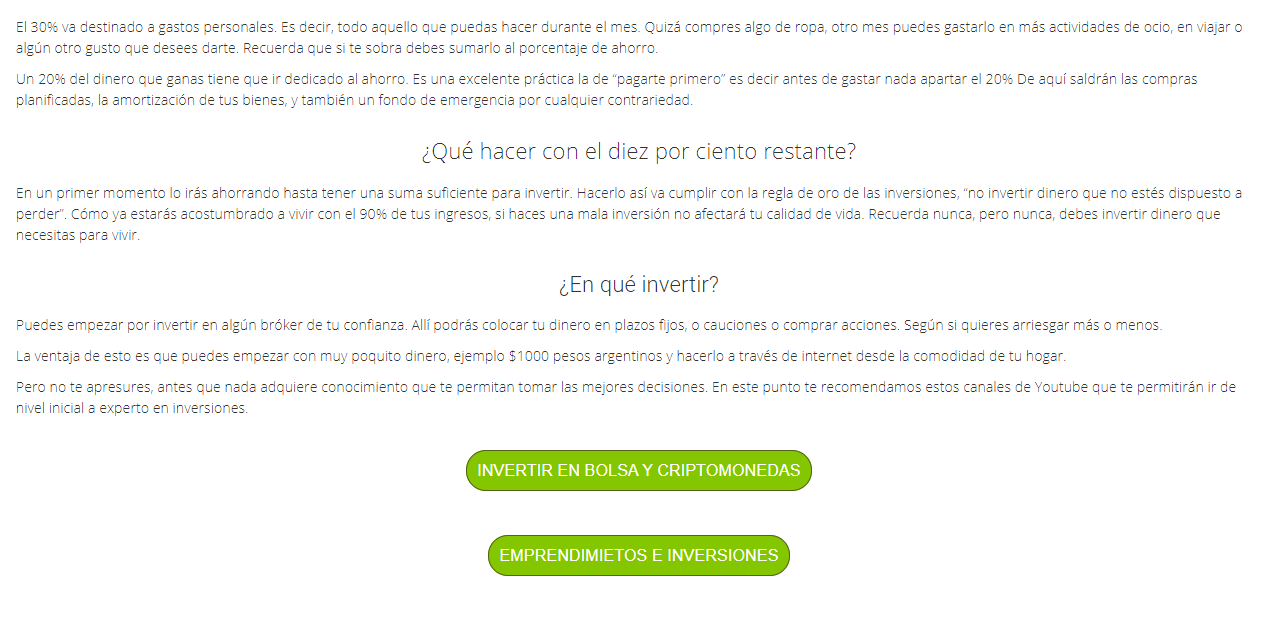 El 30% va destinado a gastos personales. Es decir, todo aquello que puedas hacer durante el mes. Quizá compres algo de ropa, otro mes puedes gastarlo en más actividades de ocio, en viajar o
algún otro gusto que desees darte. Recuerda que si te sobra debes sumarlo al porcentaje de ahorro.
Un 20% del dinero que ganas tiene que ir dedicado al ahorro. Es una excelente práctica la de “pagarte primero” es decir antes de gastar nada apartar el 20% De aquí saldrán las compras
planificadas, la amortización de tus bienes, y también un fondo de emergencia por cualquier contrariedad.
¿Qué hacer con el diez por ciento restante?
En un primer momento lo irás ahorrando hasta tener una suma suficiente para invertir. Hacerlo así va cumplir con la regla de oro de las inversiones, “no invertir dinero que no estés dispuesto a
perder”. Cómo ya estarás acostumbrado a vivir con el 90% de tus ingresos, si haces una mala inversión no afectará tu calidad de vida. Recuerda nunca, pero nunca, debes invertir dinero que
necesitas para vivir.
¿En qué invertir?
Puedes empezar por invertir en algún bróker de tu confianza. Allí podrás colocar tu dinero en plazos fijos, o cauciones o comprar acciones. Según si quieres arriesgar más o menos.
La ventaja de esto es que puedes empezar con muy poquito dinero, ejemplo $1000 pesos argentinos y hacerlo a través de internet desde la comodidad de tu hogar.
Pero no te apresures, antes que nada adquiere conocimiento que te permitan tomar las mejores decisiones. En este punto te recomendamos estos canales de Youtube que te permitirán ir de
nivel inicial a experto en inversiones.
INVERTIR EN BOLSA Y CRIPTOMONEDAS
EMPRENDIMIETOS E INVERSIONES